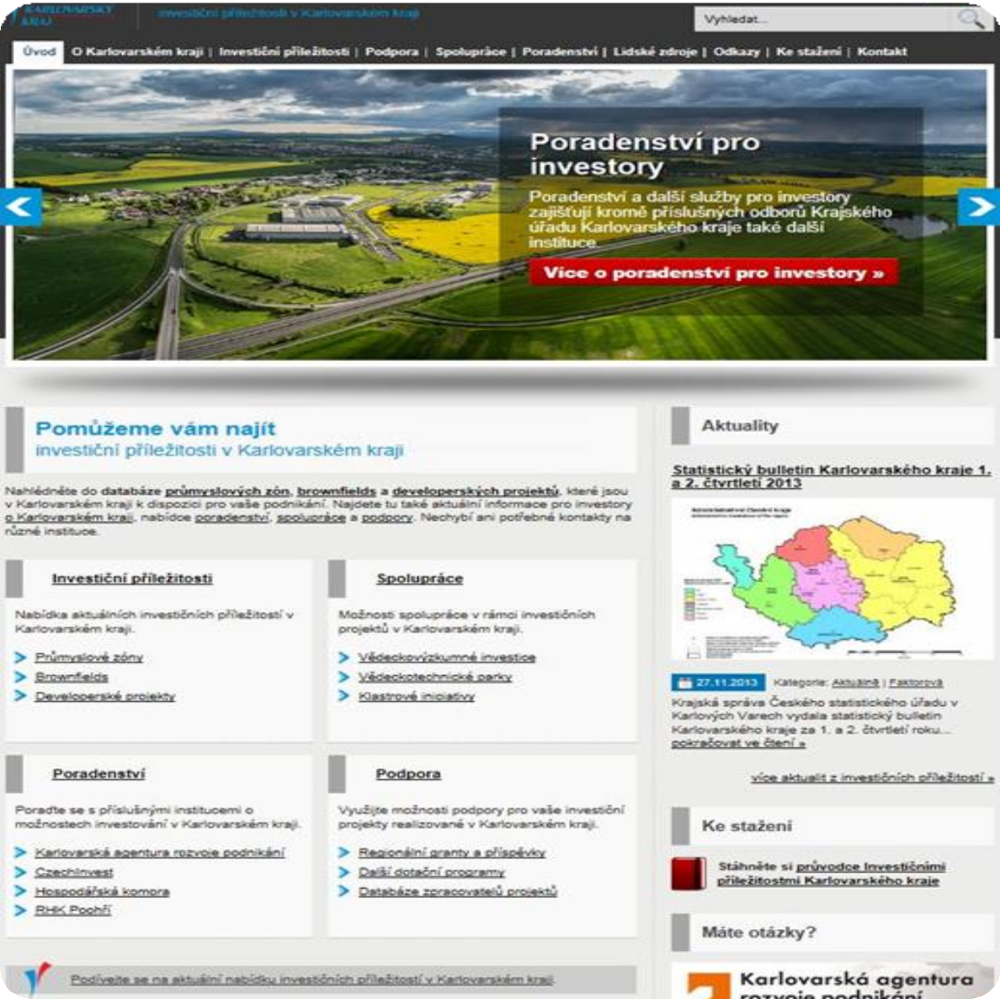 KARLOVARSKÝ
KRAJ
investiční příležitosti v Karlovarském kraji
Vyhledat...
Úvod
O Karlovarském kraji | Investiční příležitosti | Podpora | Spolupráce | Poradenství | Lidské zdroje | Odkazy | Ke stažení | Kontakt
Poradenství pro
investory
Poradenství a další služby pro investory
zajišťují kromě příslušných odborů Krajského
úřadu Karlovarského kraje také další
instituce.
Více o poradenství pro investory »
Pomůžeme vám najít
investiční příležitosti v Karlovarském kraji
Nahlédněte do databáze průmyslových zón, brownfields a developerských projektů, které jsou
v Karlovarském kraji k dispozici pro vaše podnikání. Najdete tu také aktuální informace pro investory
o Karlovarském kraji, nabídce poradenství, spolupráce a podpory. Nechybí ani potřebné kontakty na
různé instituce.
Investiční příležitosti
Nabídka aktuálních investičních příležitostí v
Karlovarském kraji.
Průmyslové zóny
Brownfields
Developerské projekty
Spolupráce
Možnosti spolupráce v rámci investičních
projektů v Karlovarském kraji.
Vědeckovýzkumné investice
Vědeckotechnické parky
Klastrové iniciativy
Poradenství
Poraďte se s příslušnými institucemi o
možnostech investování v Karlovarském kraji.
Karlovarská agentura rozvoje podnikání
CzechInvest
Hospodářská komora
RHK Poohří
Podpora
Využijte možnosti podpory pro vaše investiční
projekty realizované v Karlovarském kraji.
Regionální granty a příspěvky
Další dotační programy
Databáze zpracovatelů projektů
Podívejte se na aktuální nabídku investičních příležitostí v Karlovarském kraji.
Aktuality
Statistický bulletin Karlovarského kraje 1.
a 2. čtvrtletí 2013
27.11.2013 Kategorie: Aktuálně | Faktorová
Krajská správa Českého statistického úřadu v
Karlových Varech vydala statistický bulletin
Karlovarského kraje za 1. a 2. čtvrtletí roku...
pokračovat ve čtení »
více aktualit z investičních příležitostí »
Ke stažení
Stáhněte si průvodce Investičními
příležitostmi Karlovarského kraje
Máte otázky?
Karlovarská agentura
rozvoje podnikání